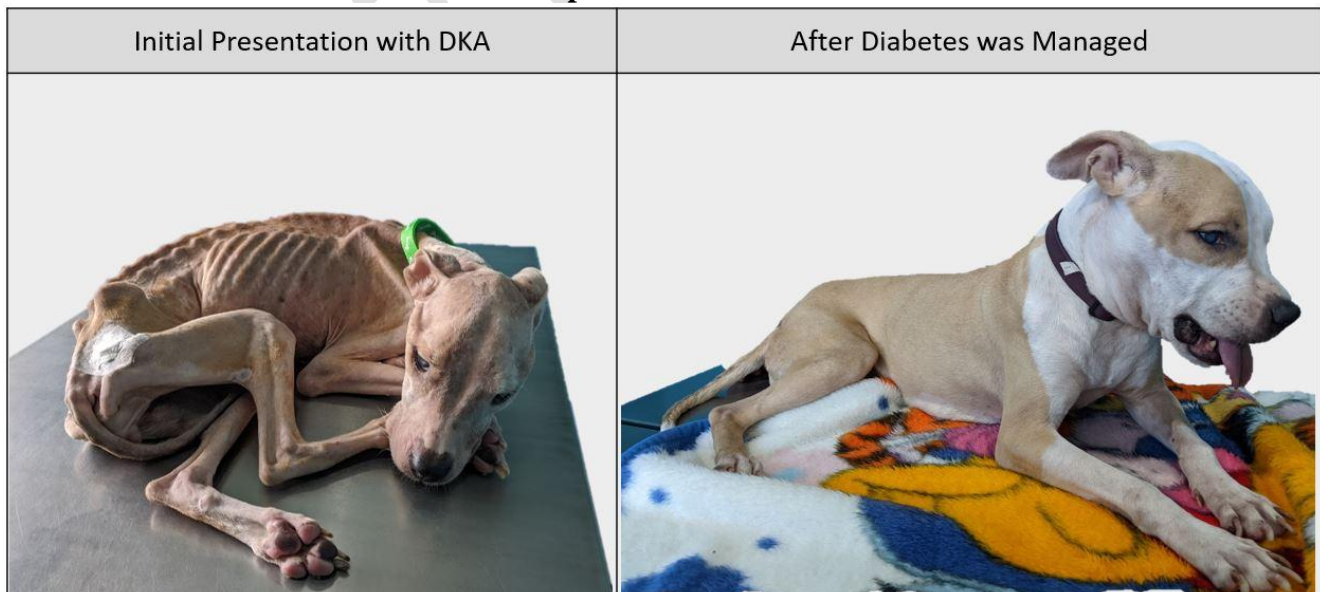 Initial Presentation with DKA
After Diabetes was Managed